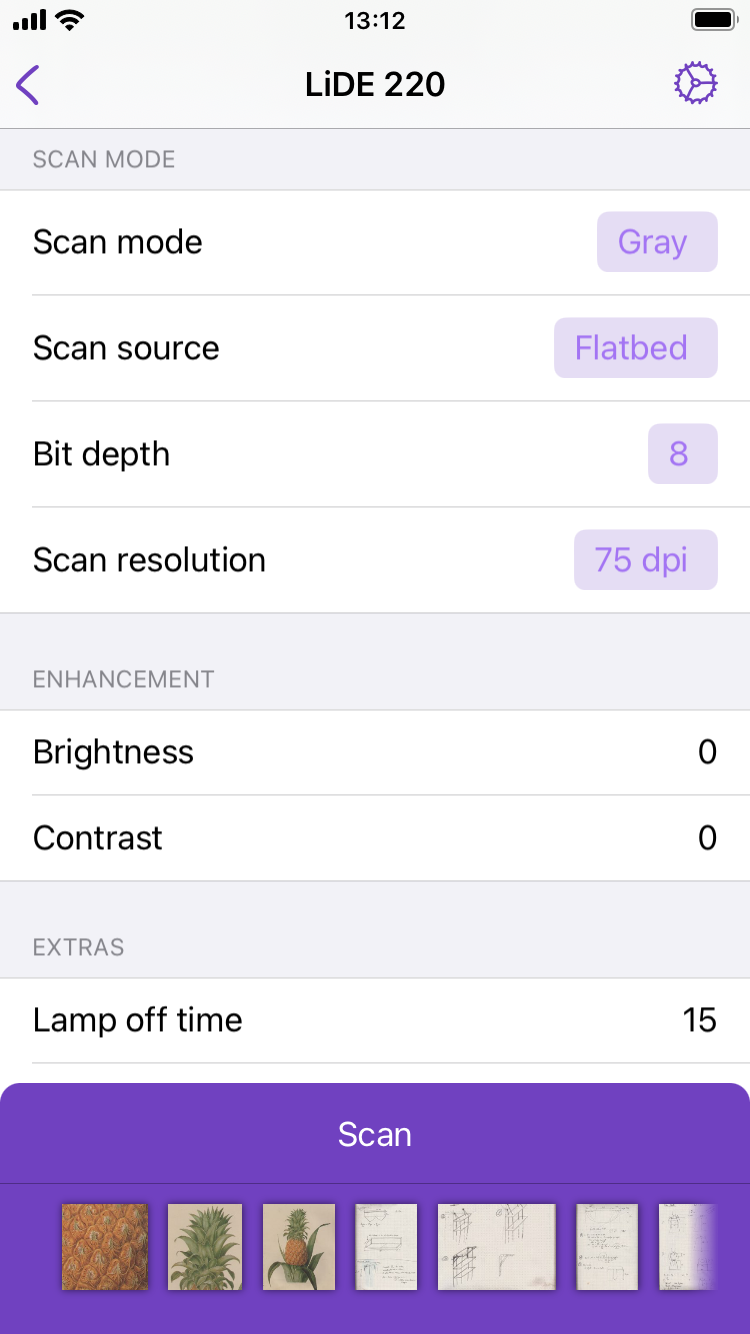 13:12
LiDE 220
SCAN MODE
Scan mode
Gray
Scan source
Flatbed
Bit depth
8
Scan resolution
75 dpi
ENHANCEMENT
Brightness
0
Contrast
0
EXTRAS
Lamp off time
15
Scan